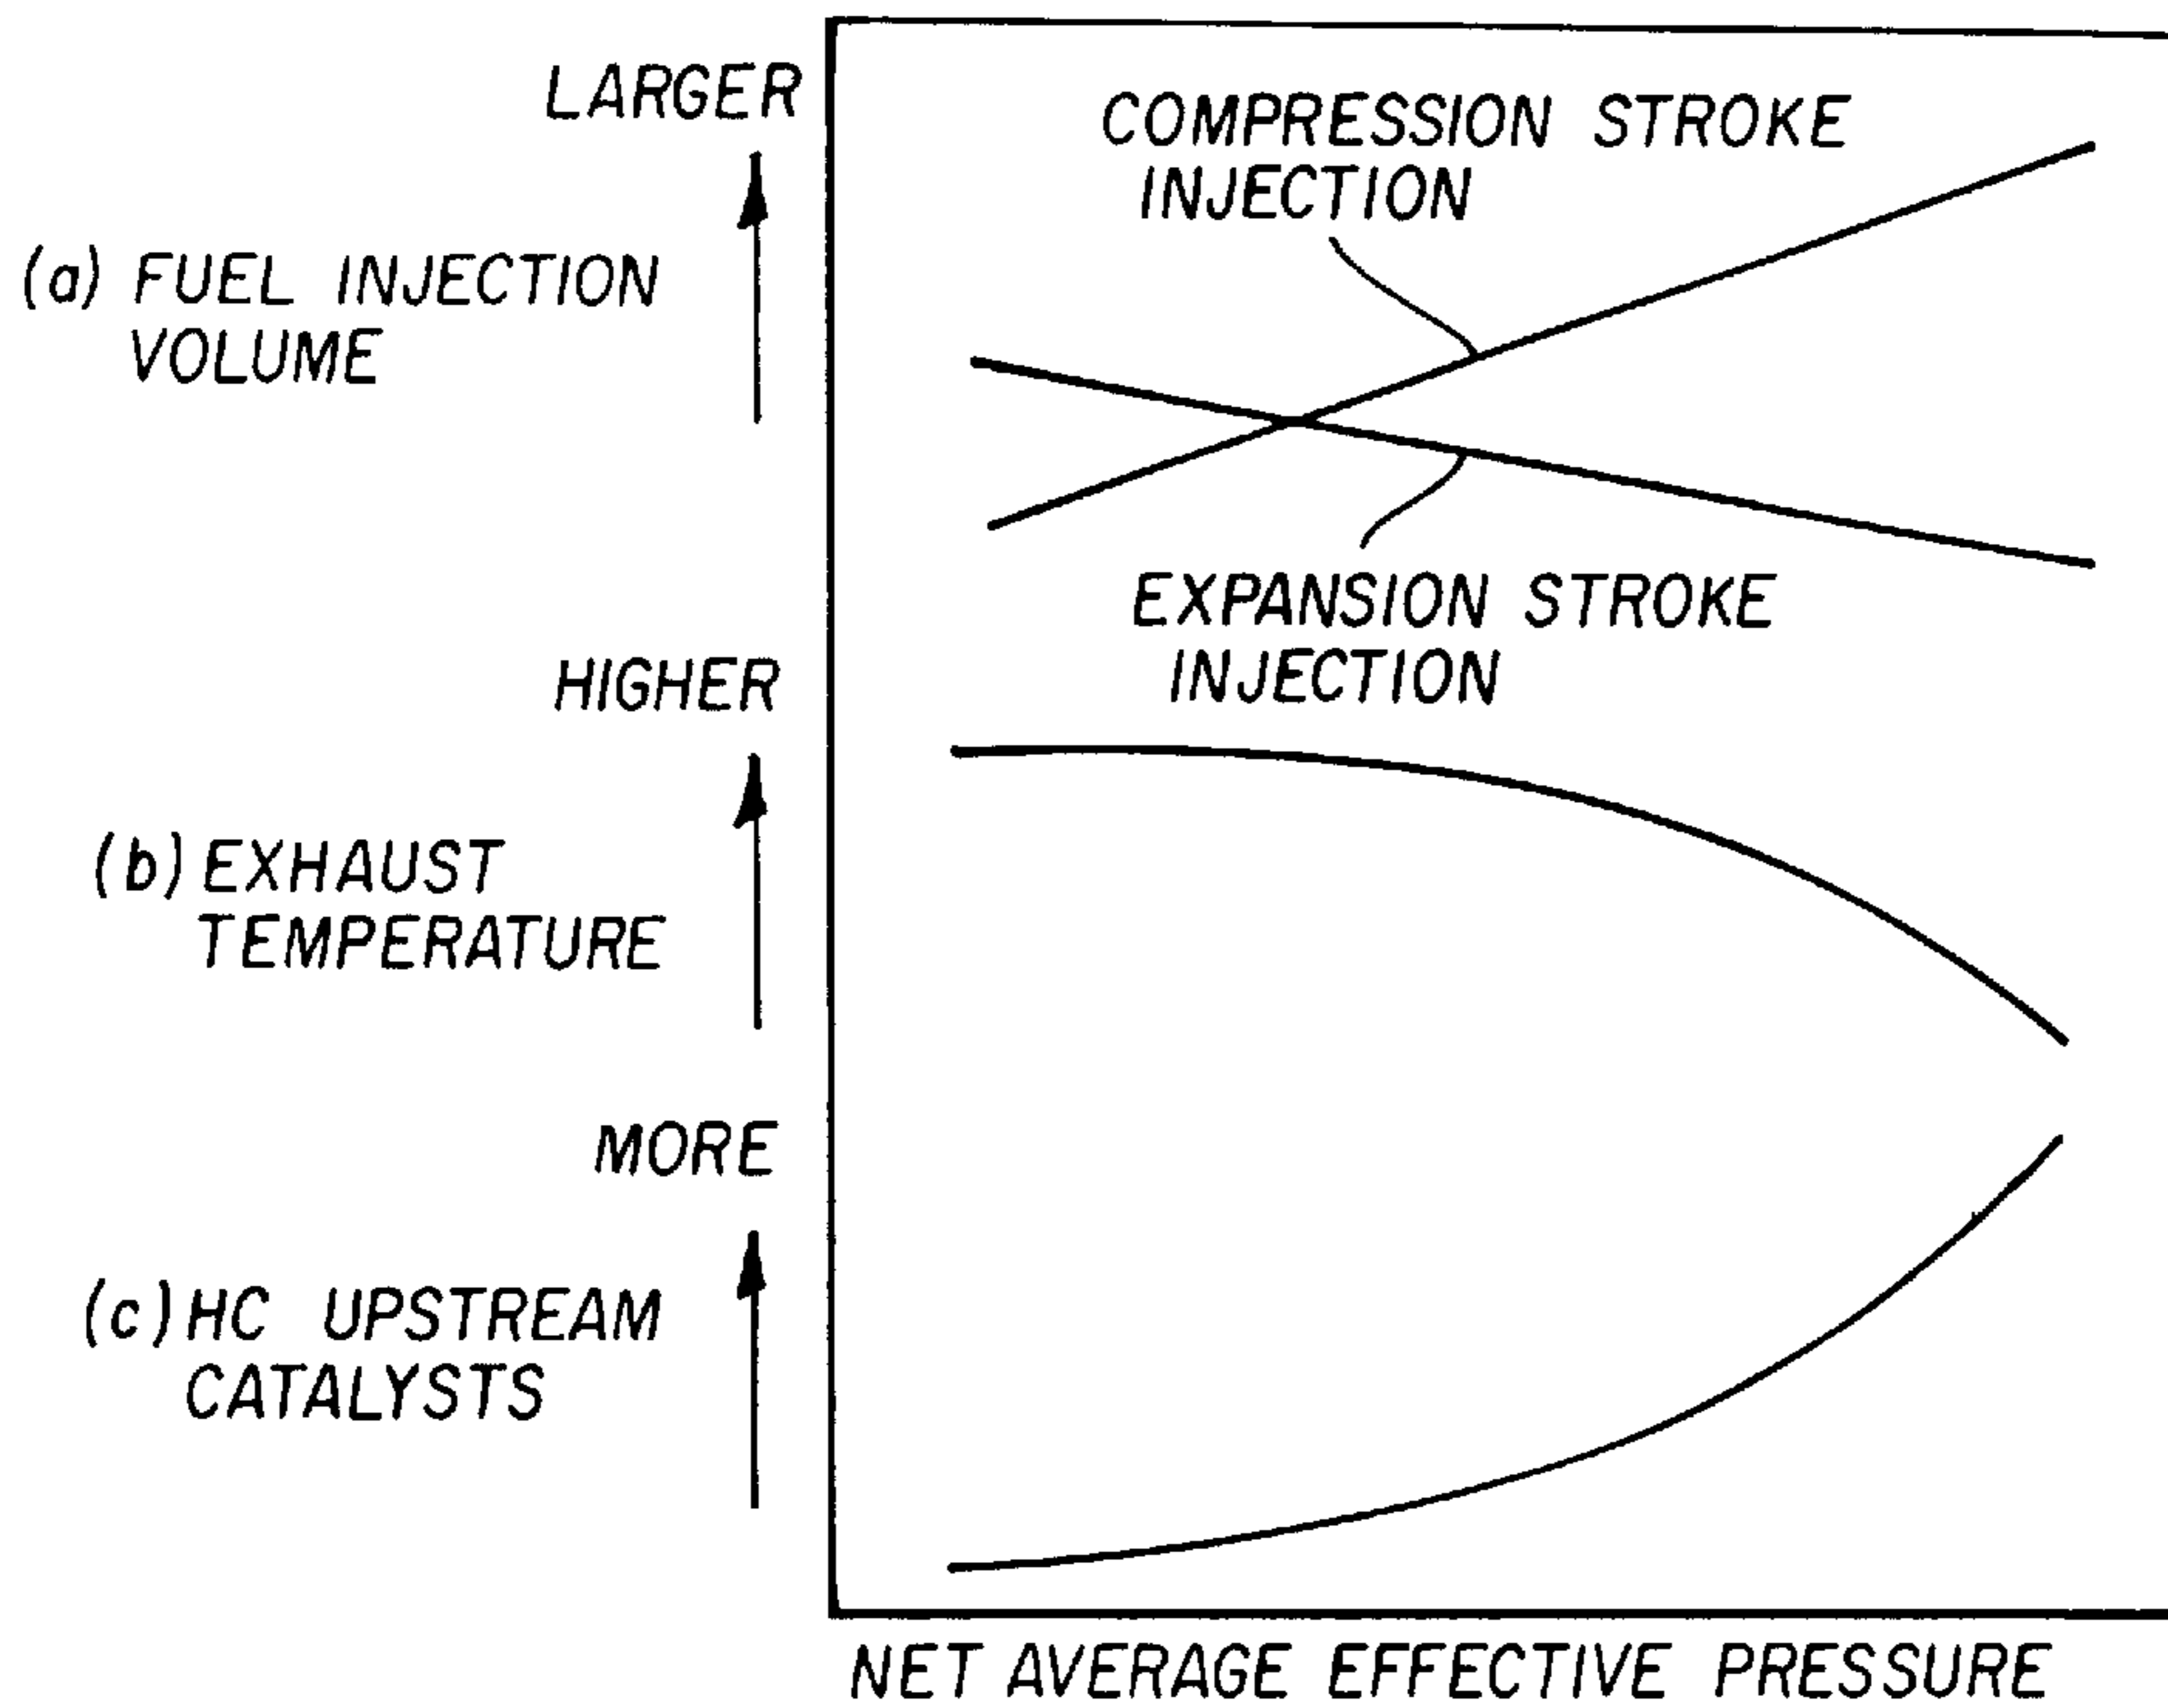 LARGER
COMPRESSION STROKE
INJECTION
(a) FUEL INJECTION
VOLUME
EXPANSION STROKE
INJECTION
HIGHER
(b) EXHAUST
TEMPERATURE
MORE
(c) HC UPSTREAM
CATALYSTS
NET AVERAGE EFFECTIVE PRESSURE